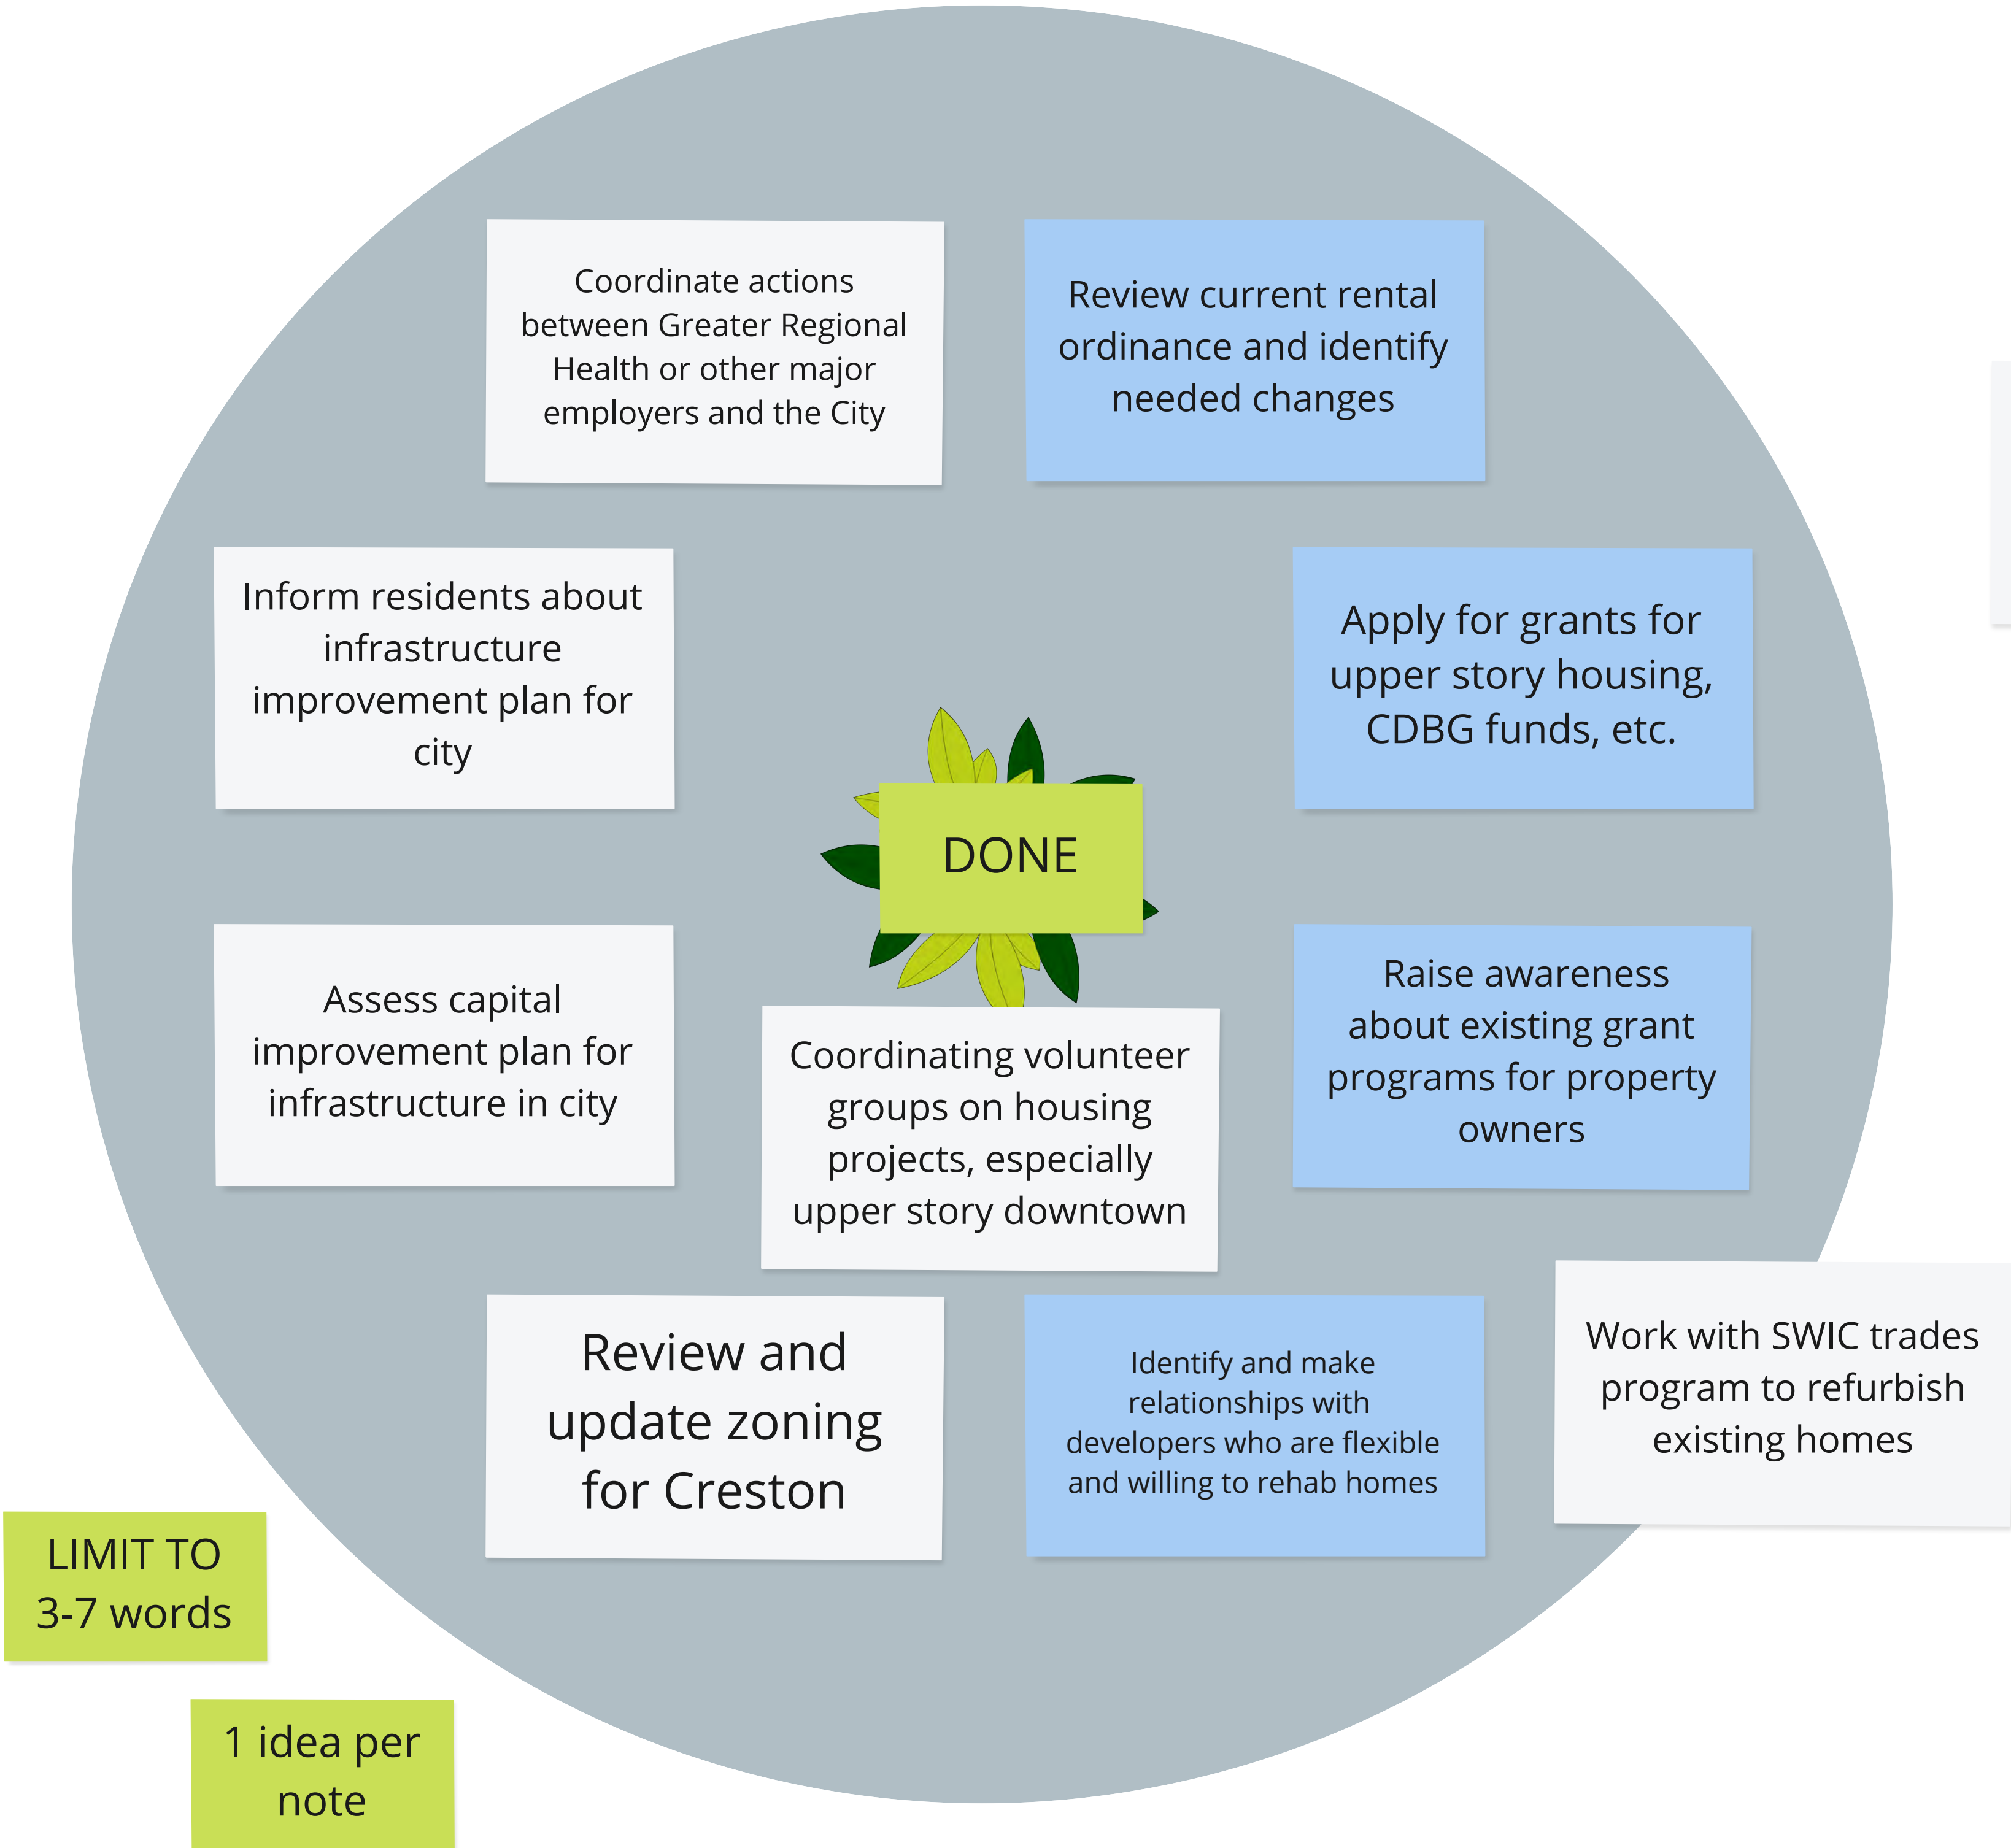 Coordinate actions
between Greater Regional
Health or other major
employers and the City
Review current rental
ordinance and identify
needed changes
Inform residents about
infrastructure
improvement plan for
city
Apply for grants for
upper story housing,
CDBG funds, etc.
DONE
Assess capital
improvement plan for
infrastructure in city
Coordinating volunteer
groups on housing
projects, especially
upper story downtown
Raise awareness
about existing grant
programs for property
owners
Review and
update zoning
for Creston
Identify and make
relationships with
developers who are flexible
and willing to rehab homes
Work with SWIC trades
program to refurbish
existing homes
LIMIT TO
3-7 words
1 idea per
note